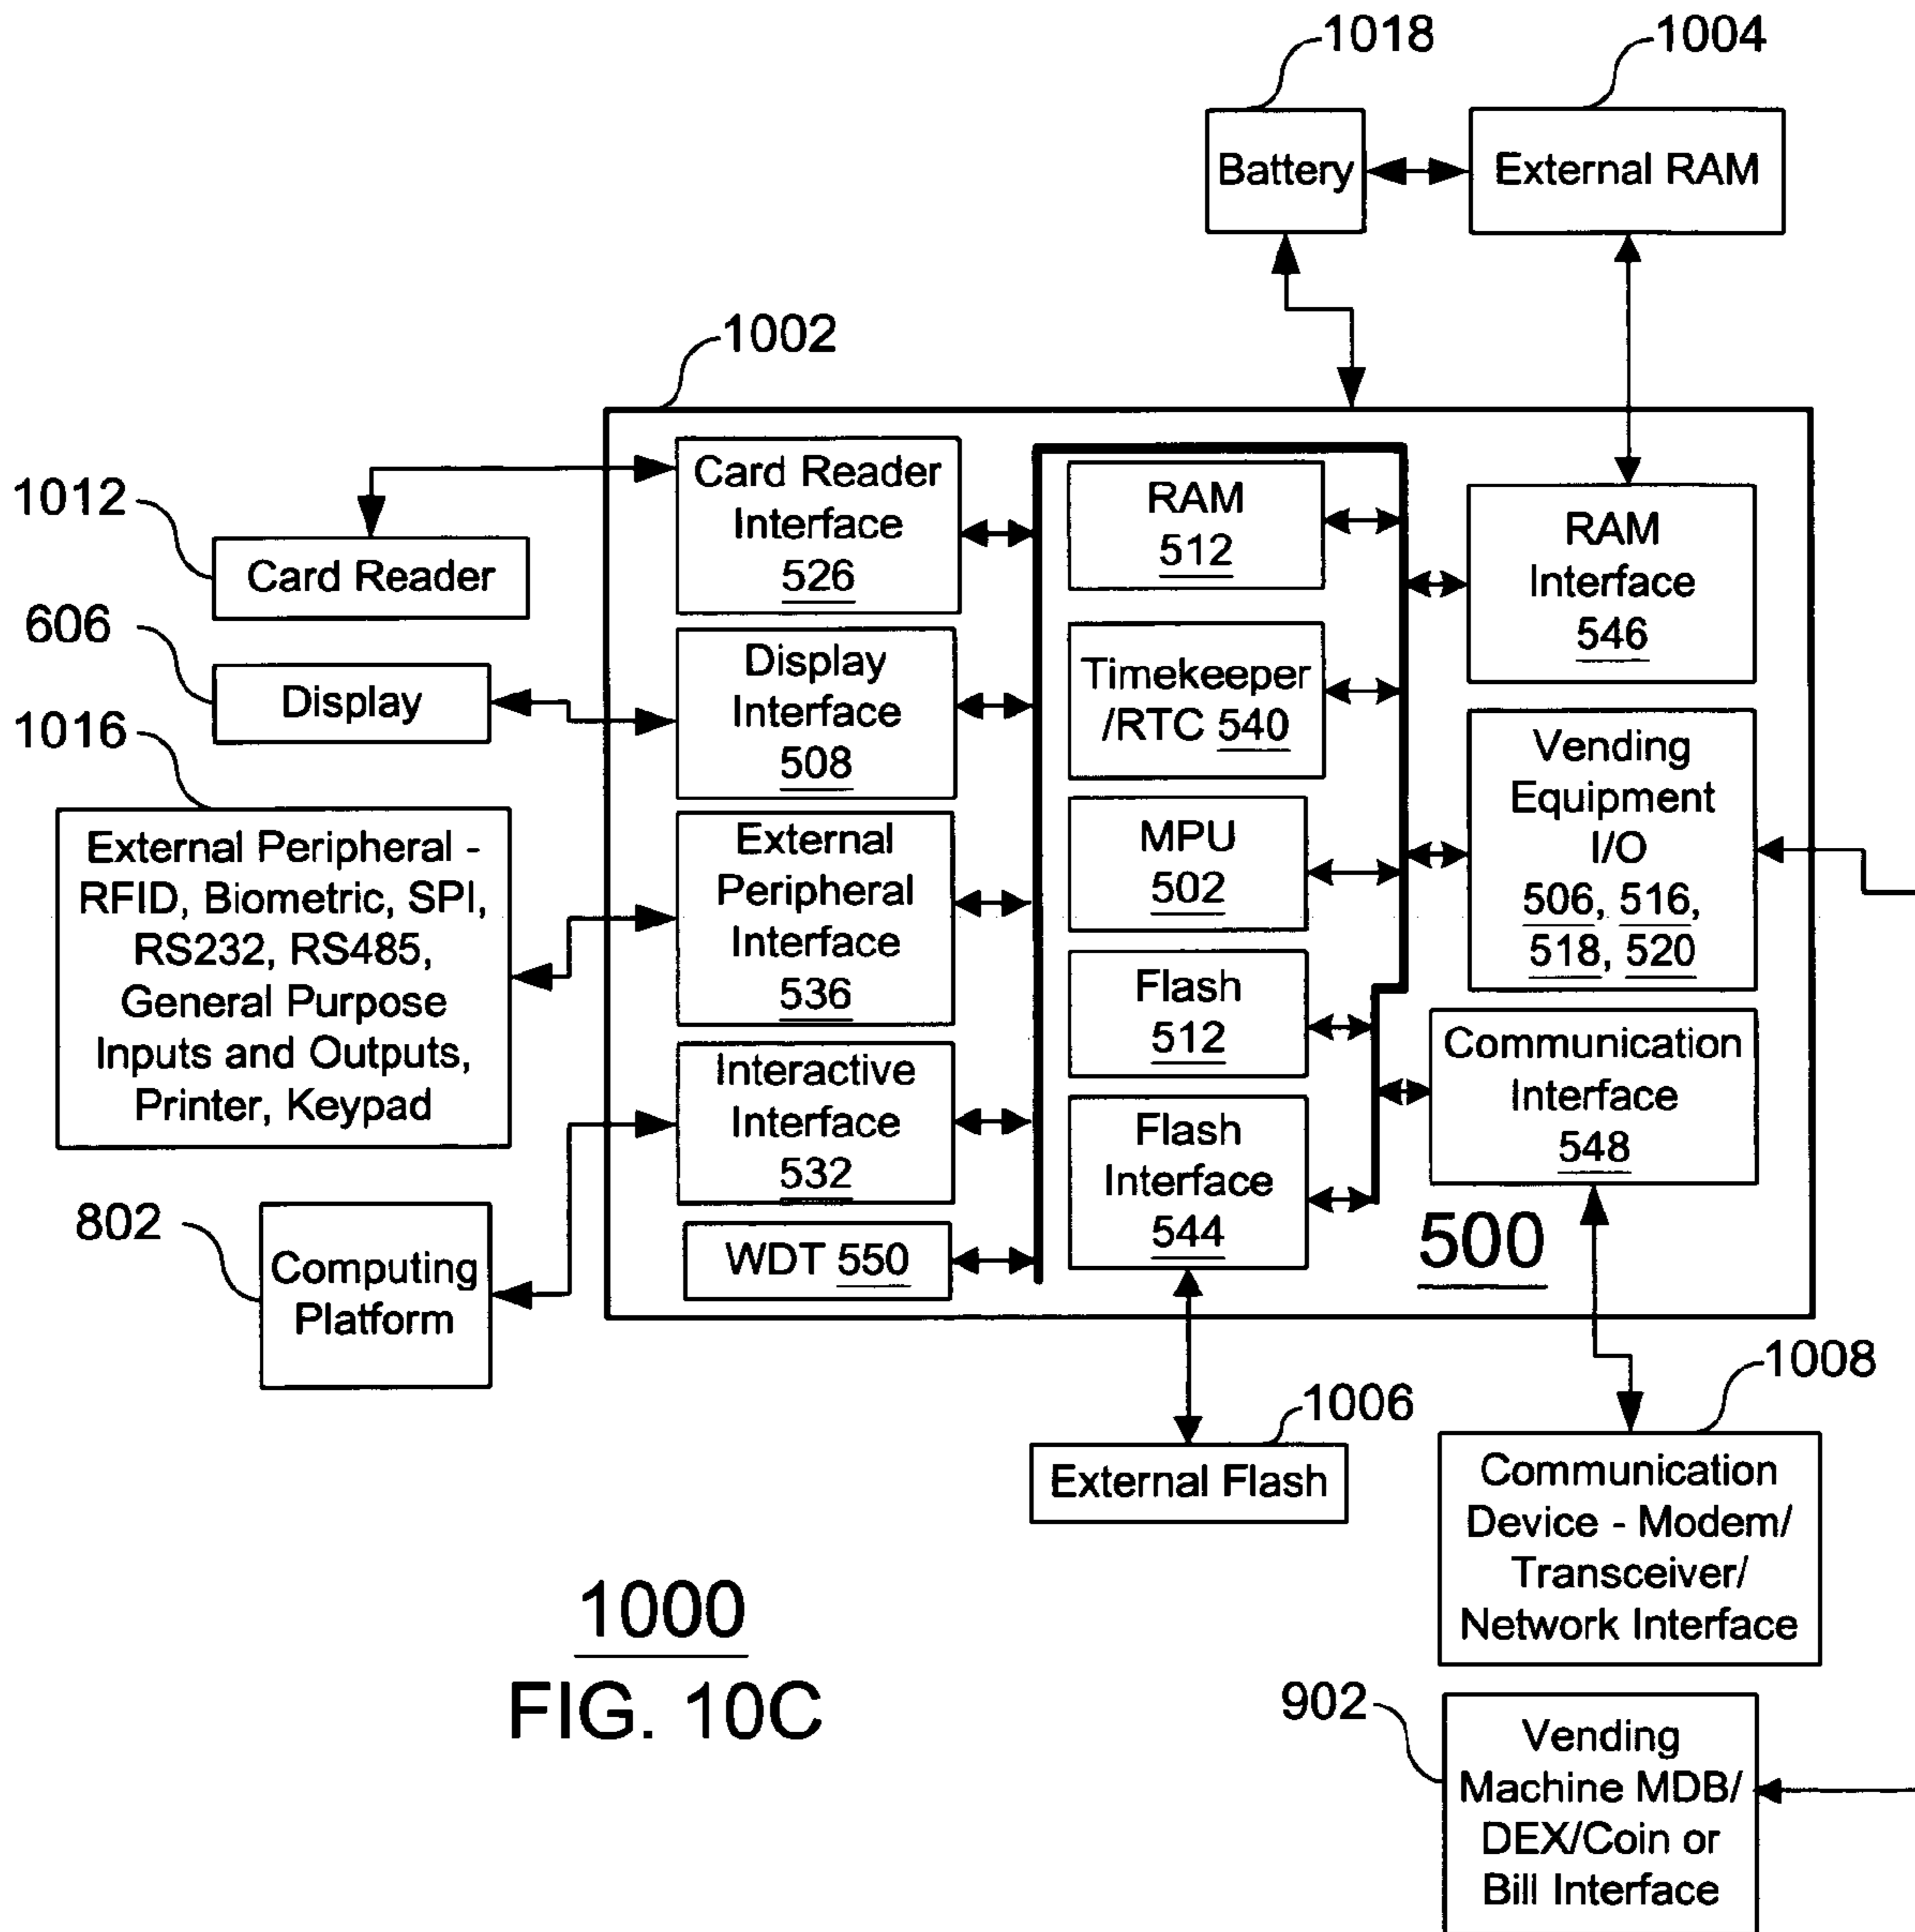 1018
1004
Battery
External RAM
1002
1012
Card Reader
606
Display
1016
External Peripheral -
RFID, Biometric, SPI,
RS232, RS485,
General Purpose
Inputs and Outputs,
Printer, Keypad
802
Computing
Platform
Card Reader
Interface
526
Display
Interface
508
External
Peripheral
Interface
536
Interactive
Interface
532
WDT 550
RAM
512
Timekeeper
/RTC 540
MPU
502
Flash
512
Flash
Interface
544
RAM
Interface
546
Vending
Equipment
I/O
506, 516,
518, 520
Communication
Interface
548
500
1006
External Flash
1008
Communication
Device - Modem/
Transceiver/
Network Interface
902
Vending
Machine MDB/
DEX/Coin or
Bill Interface
1000
FIG. 10C